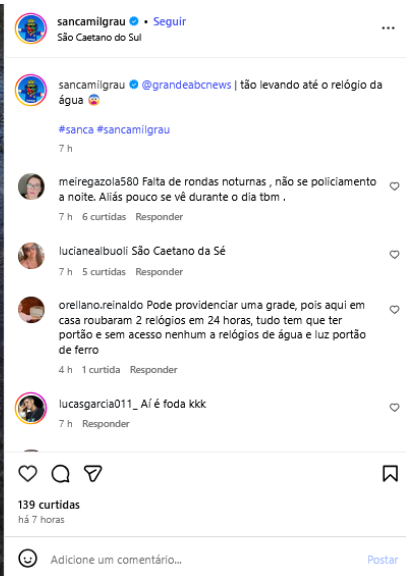 sancamilgrau • Seguir
São Caetano do Sul
sancamilgrau @grandeabcnews | tão levando até o relógio da
água 😨
#sanca #sancamilgrau
7 h
meiregazola580 Falta de rondas noturnas , não se policiamento
a noite. Aliás pouco se vê durante o dia tbm .
7 h 6 curtidas Responder
lucianealbuoli São Caetano da Sé
7 h 5 curtidas Responder
orellano.reinaldo Pode providenciar uma grade, pois aqui em
casa roubaram 2 relógios em 24 horas, tudo tem que ter
portão e sem acesso nenhum a relógios de água e luz portão
de ferro
4 h 1 curtida Responder
lucasgarcia011_ Aí é foda kkk
7 h Responder
139 curtidas
há 7 horas
Adicione um comentário...
Postar